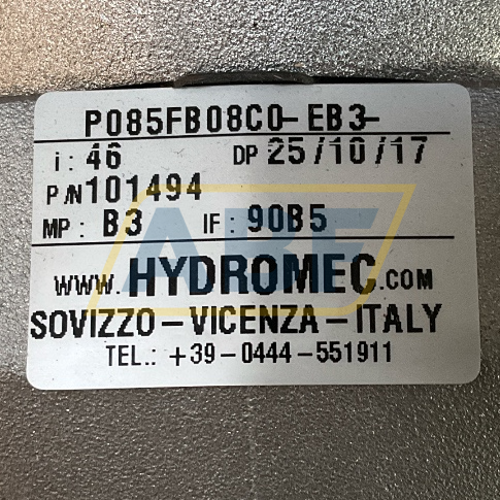 P085FB08C0-EB3-
i: 46 DP 25/10/17
P/N 101494
MP: B3 IF: 90B5
www.HYDROMEC.com
SOVIZZO-VICENZA-ITALY
TEL.: +39-0444-551911
ABF